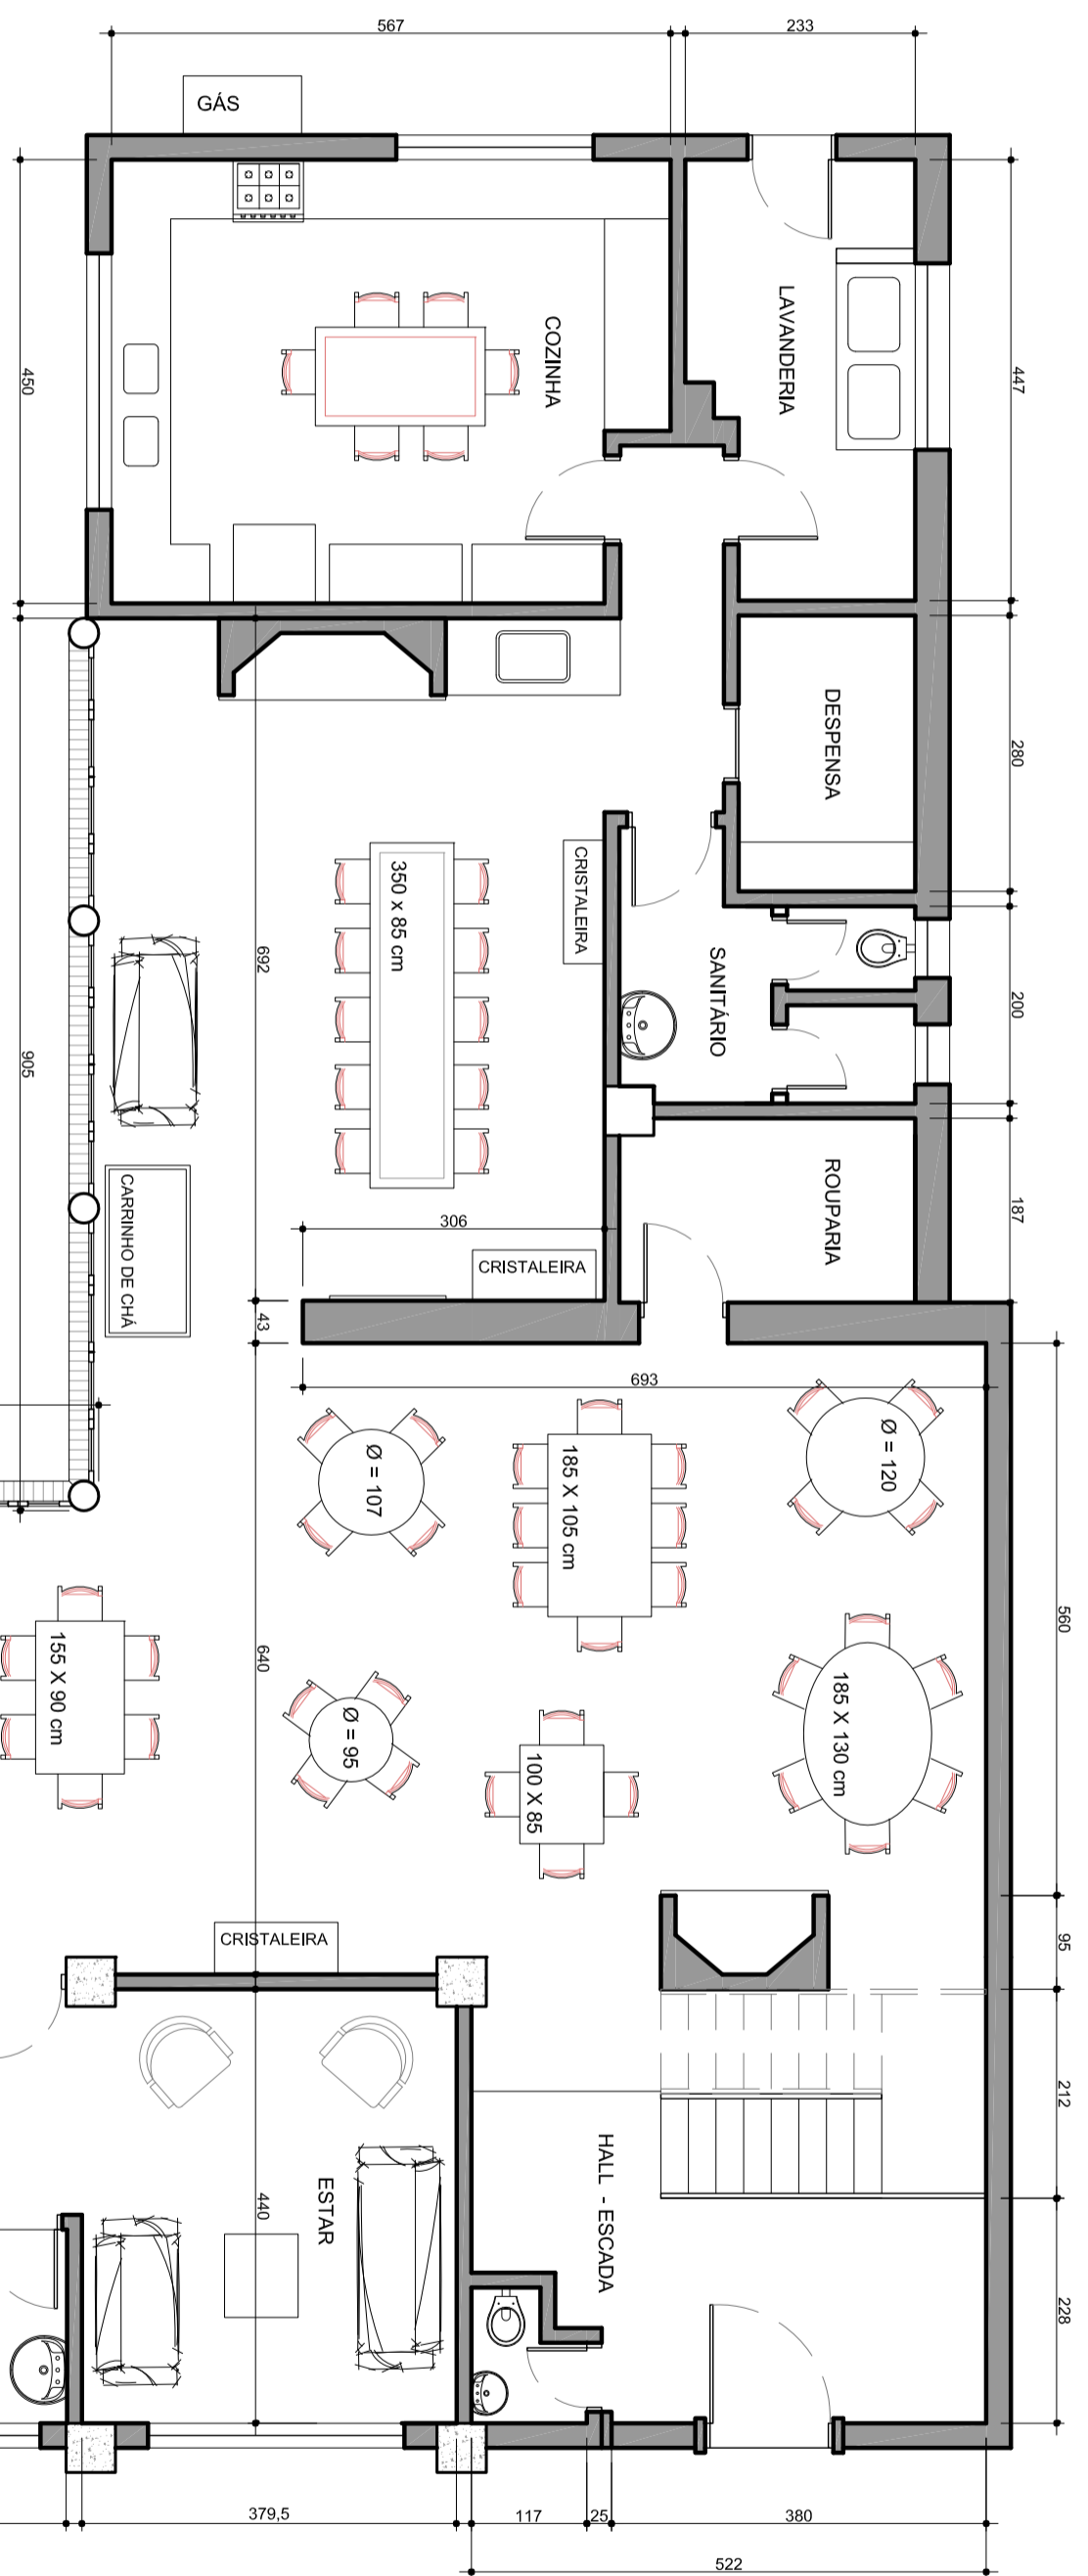 567
233
GÁS
LAVANDERIA
COZINHA
447
450
DESPENSA
280
350 x 85 cm
CRISTALEIRA
692
SANITÁRIO
200
905
CARRINHO DE CHÁ
ROUPARIA
187
306
CRISTALEIRA
43
693
Ø = 107
185 X 105 cm
Ø = 120
560
155 X 90 cm
640
Ø = 95
100 X 85
185 X 130 cm
CRISTALEIRA
95
212
HALL - ESCADA
ESTAR
440
228
379,5
117
25
380
522